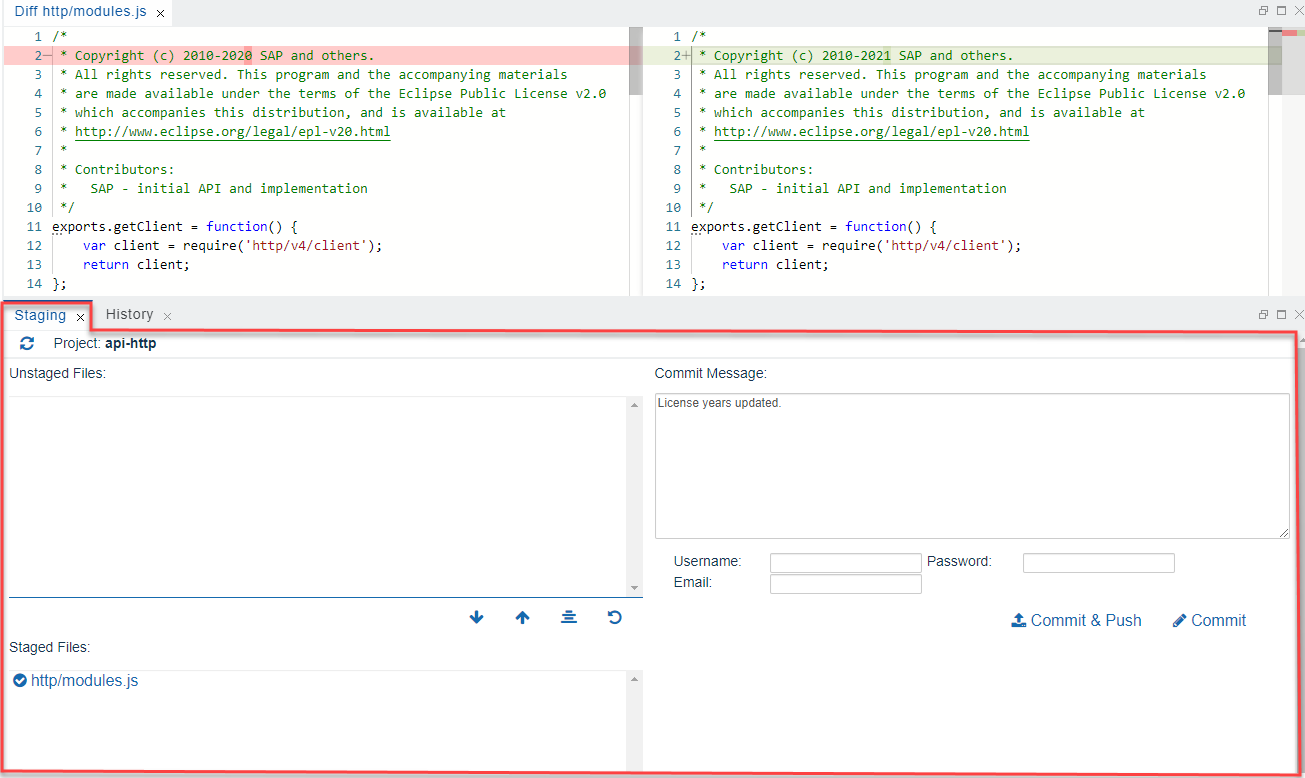 Diff http/modules.js ×
1 /*
2− * Copyright (c) 2010-2020 SAP and others.
3 * All rights reserved. This program and the accompanying materials
4 * are made available under the terms of the Eclipse Public License v2.0
5 * which accompanies this distribution, and is available at
6 * http://www.eclipse.org/legal/epl-v20.html
7 *
8 * Contributors:
9 *   SAP - initial API and implementation
10 */
11 exports.getClient = function() {
12     var client = require('http/v4/client');
13     return client;
14 };
1 /*
2+ * Copyright (c) 2010-2021 SAP and others.
3 * All rights reserved. This program and the accompanying materials
4 * are made available under the terms of the Eclipse Public License v2.0
5 * which accompanies this distribution, and is available at
6 * http://www.eclipse.org/legal/epl-v20.html
7 *
8 * Contributors:
9 *   SAP - initial API and implementation
10 */
11 exports.getClient = function() {
12     var client = require('http/v4/client');
13     return client;
14 };
Staging × History ×
Project: api-http
Unstaged Files:
Commit Message:
License years updated.
Username: Password:
Email:
Commit & Push Commit
Staged Files:
http/modules.js